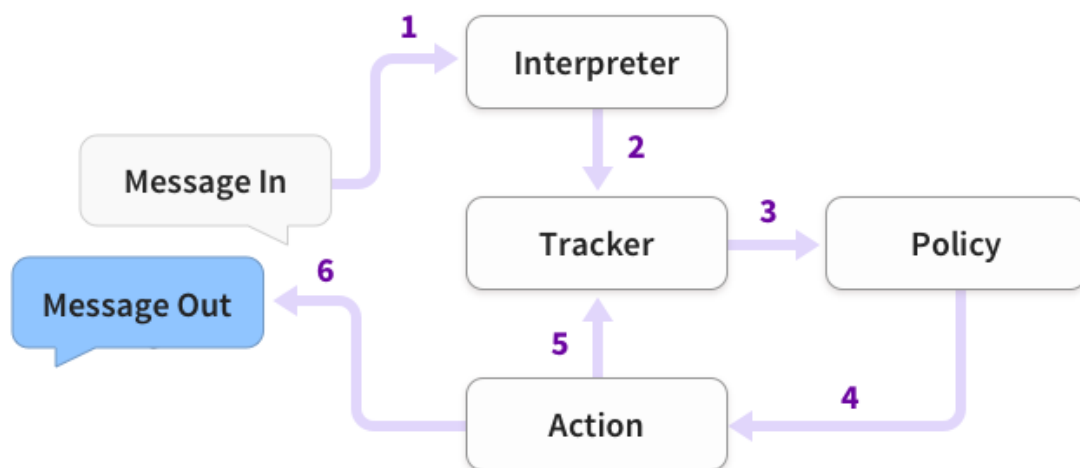 1
Interpreter
2
Message In
Tracker
3
Policy
6
Message Out
5
4
Action